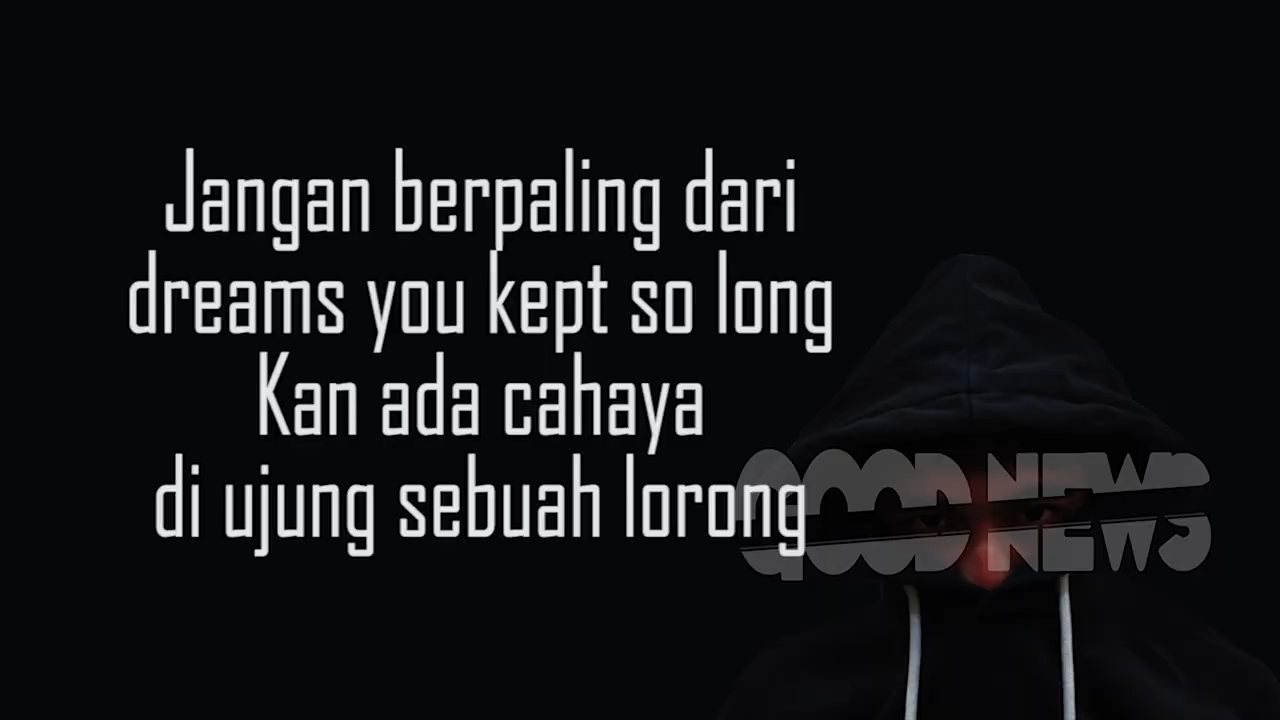 Jangan berpaling dari
dreams you kept so long
Kan ada cahaya
di ujung sebuah lorong
GOOD NEWS